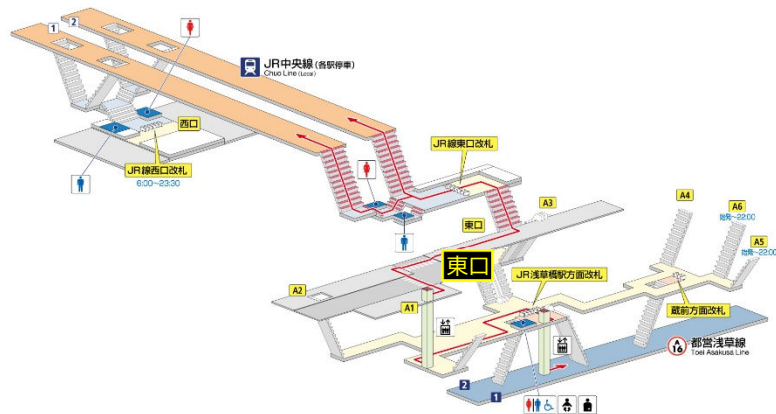 1
2
JR中央線(各駅停車)
Chuo Line (Local)
西口
JR線西口改札
6:00~23:30
JR線東口改札
A3
東口
A4
A6
始発~22:00
A5
始発~22:00
東口
JR浅草橋駅方面改札
A2
A1
蔵前方面改札
A
16
都営浅草線
Toei Asakusa Line
2
1